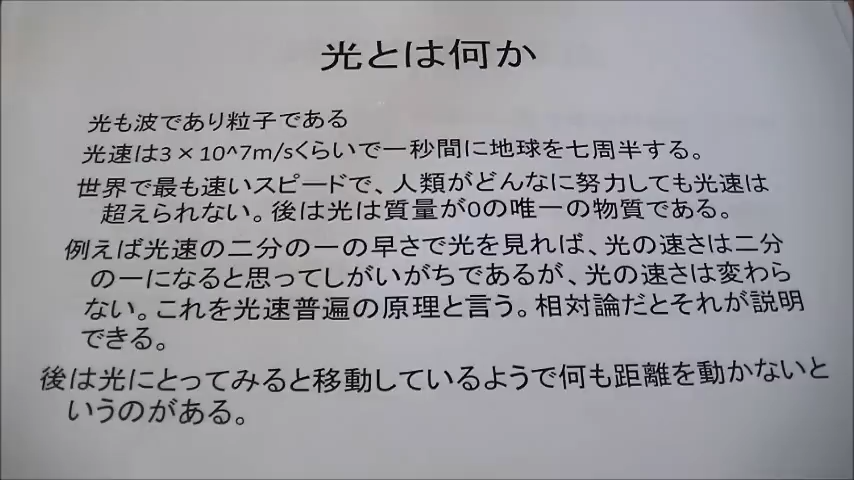 光とは何か
光も波であり粒子である
光速は3×10^7m/sくらいで一秒間に地球を七周半する。
世界で最も速いスピードで、人類がどんなに努力しても光速は
超えられない。後は光は質量が0の唯一の物質である。
例えば光速の二分の一の早さで光を見れば、光の速さは二分
の一になると思ってしがいがちであるが、光の速さは変わら
ない。これを光速普遍の原理と言う。相対論だとそれが説明
できる。
後は光にとってみると移動しているようで何も距離を動かないと
いうのがある。